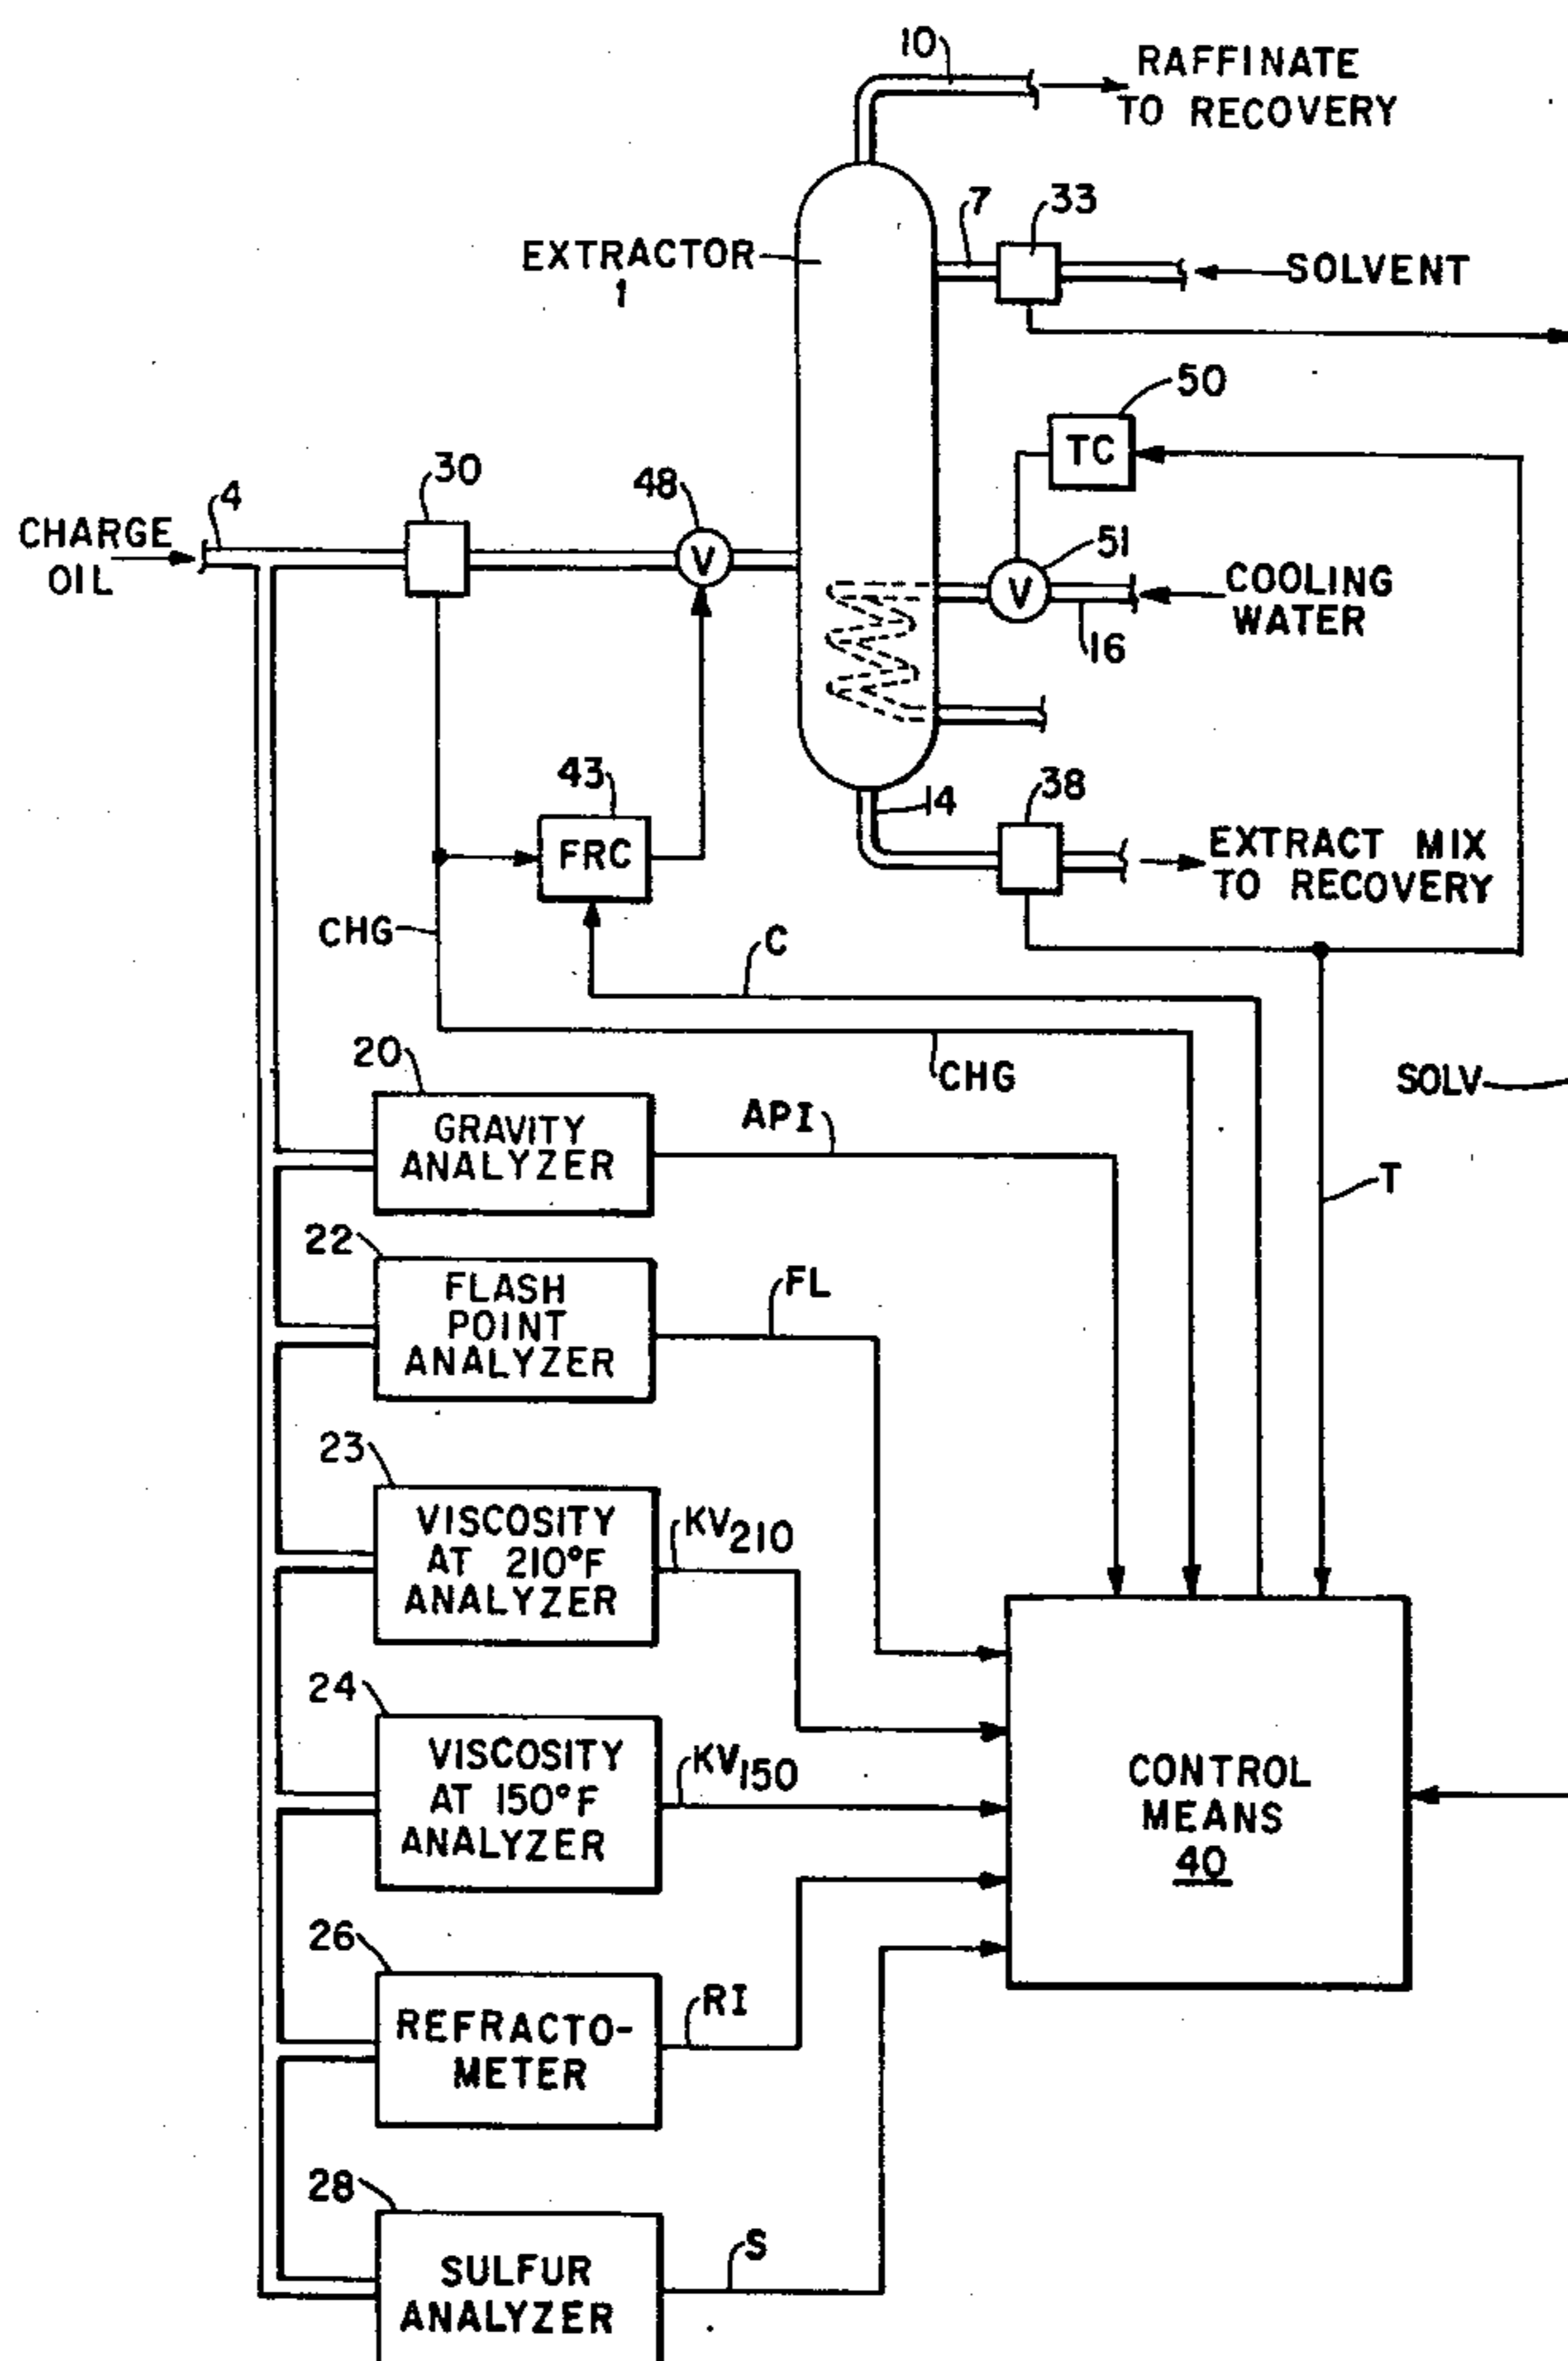 10
RAFFINATE
TO RECOVERY
7
33
EXTRACTOR
1
SOLVENT
50
TC
30
48
4
CHARGE
OIL
V
51
V
COOLING
WATER
16
43
FRC
14
38
EXTRACT MIX
TO RECOVERY
CHG
C
CHG
SOLV
20
GRAVITY
ANALYZER
API
T
22
FLASH
POINT
ANALYZER
FL
23
VISCOSITY
AT 210°F
ANALYZER
KV210
24
VISCOSITY
AT 150°F
ANALYZER
KV150
CONTROL
MEANS
40
26
REFRACTO-
METER
RI
28
SULFUR
ANALYZER
S